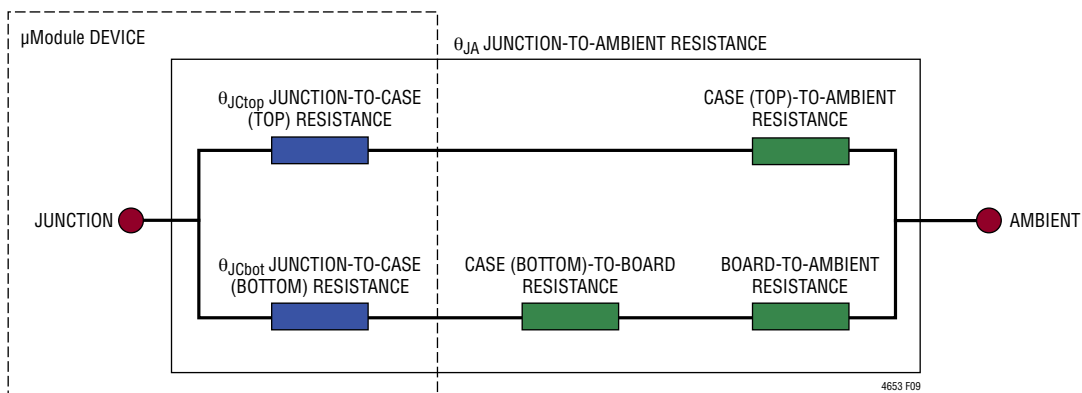 µModule DEVICE
θJA JUNCTION-TO-AMBIENT RESISTANCE
θJCtop JUNCTION-TO-CASE
(TOP) RESISTANCE
CASE (TOP)-TO-AMBIENT
RESISTANCE
JUNCTION
AMBIENT
θJCbot JUNCTION-TO-CASE
(BOTTOM) RESISTANCE
CASE (BOTTOM)-TO-BOARD
RESISTANCE
BOARD-TO-AMBIENT
RESISTANCE
4653 F09